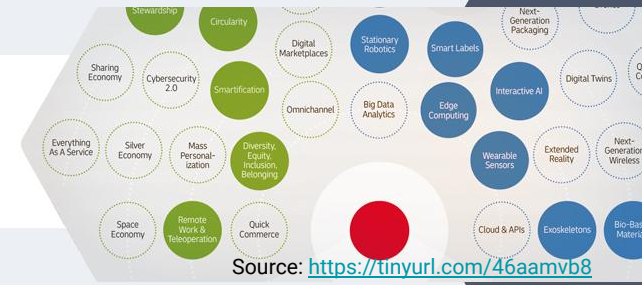 Stewardship
Circularity
Next-
Generation
Packaging
Digital
Marketplaces
Stationary
Robotics
Smart Labels
Sharing
Economy
Cybersecurity
2.0
Smartification
Omnichannel
Big Data
Analytics
Edge
Computing
Interactive AI
Digital Twins
Everything
As A Service
Silver
Economy
Mass
Personal-
ization
Diversity,
Equity,
Inclusion,
Belonging
Wearable
Sensors
Extended
Reality
Next-
Generation
Wireless
Space
Economy
Remote
Work &
Teleoperation
Quick
Commerce
Cloud & APIs
Exoskeletons
Source: https://tinyurl.com/46aamvb8